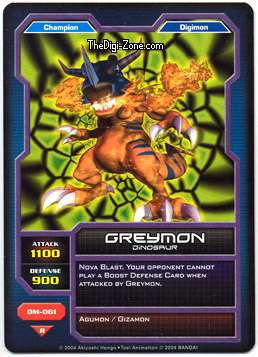 Champion
Digimon
TheDigi-Zone.com
GREYMON
DINOSAUR
ATTACK
1100
DEFENSE
900
Nova Blast. Your opponent cannot
play a Boost Defense Card when
attacked by Greymon.
DM-061
R
Agumon / Gizamon
© 2004 Akiyoshi Hongo • Toei Animation © 2004 BANDAI